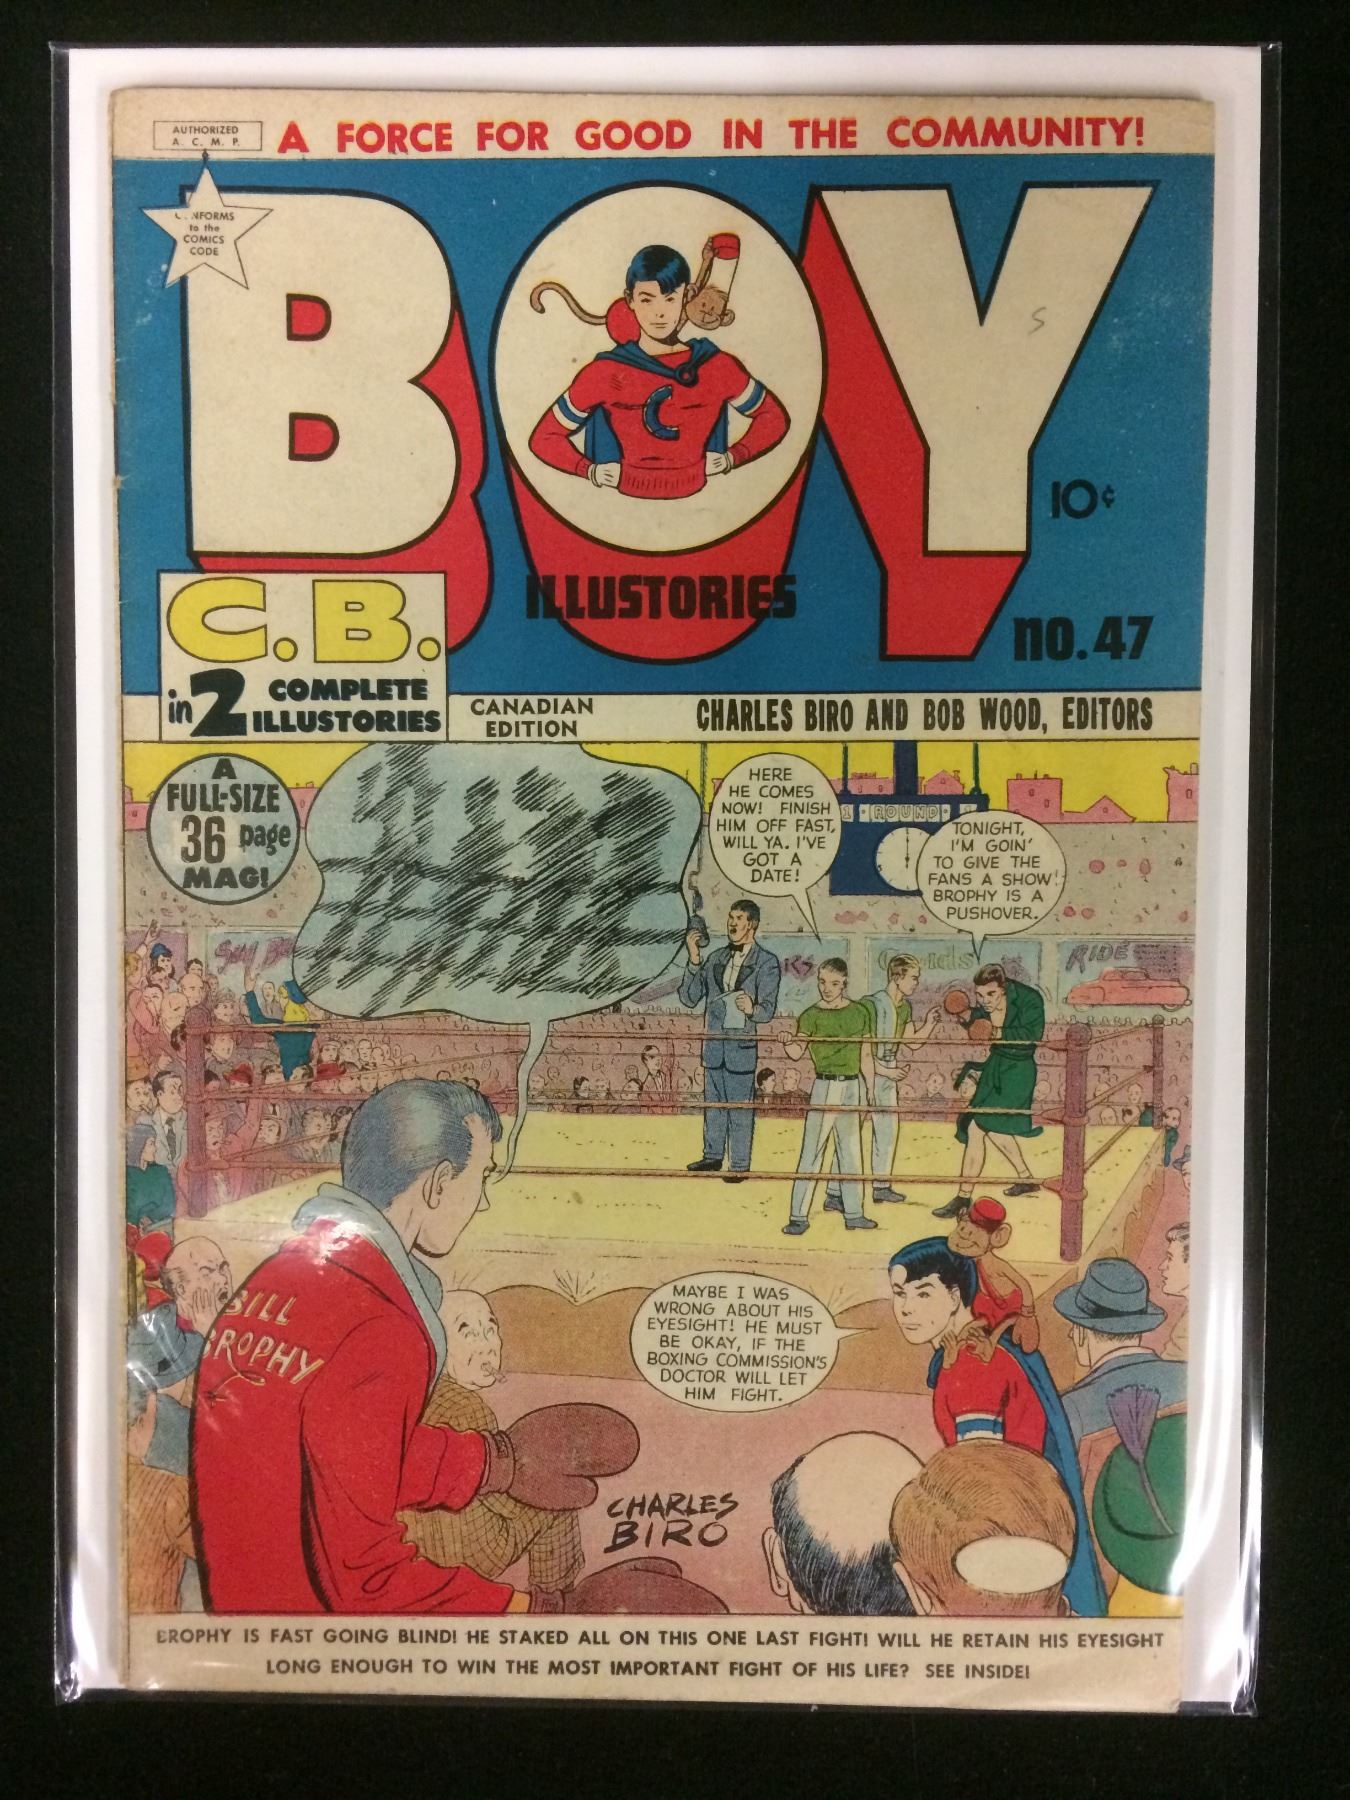 AUTHORIZED
A. C. M. P.
A FORCE FOR GOOD IN THE COMMUNITY!
to the
COMICS
CODE
BOY
C
S
10¢
ILLUSTORIES
NO. 47
C. B.
in 2 COMPLETE
ILLUSTORIES
CANADIAN
EDITION
CHARLES BIRO AND BOB WOOD, EDITORS
A
FULL-SIZE
36 page
MAG!
HERE
HE COMES
NOW! FINISH
HIM OFF FAST,
WILL YA. I'VE
GOT A
DATE!
1 · ROUND · 1
TONIGHT,
I'M GOIN'
TO GIVE THE
FANS A SHOW!
BROPHY IS A
PUSHOVER.
RIDE
BILL
BROPHY
MAYBE I WAS
WRONG ABOUT HIS
EYESIGHT! HE MUST
BE OKAY, IF THE
BOXING COMMISSION'S
DOCTOR WILL LET
HIM FIGHT.
CHARLES
BIRO
BROPHY IS FAST GOING BLIND! HE STAKED ALL ON THIS ONE LAST FIGHT! WILL HE RETAIN HIS EYESIGHT
LONG ENOUGH TO WIN THE MOST IMPORTANT FIGHT OF HIS LIFE? SEE INSIDE!